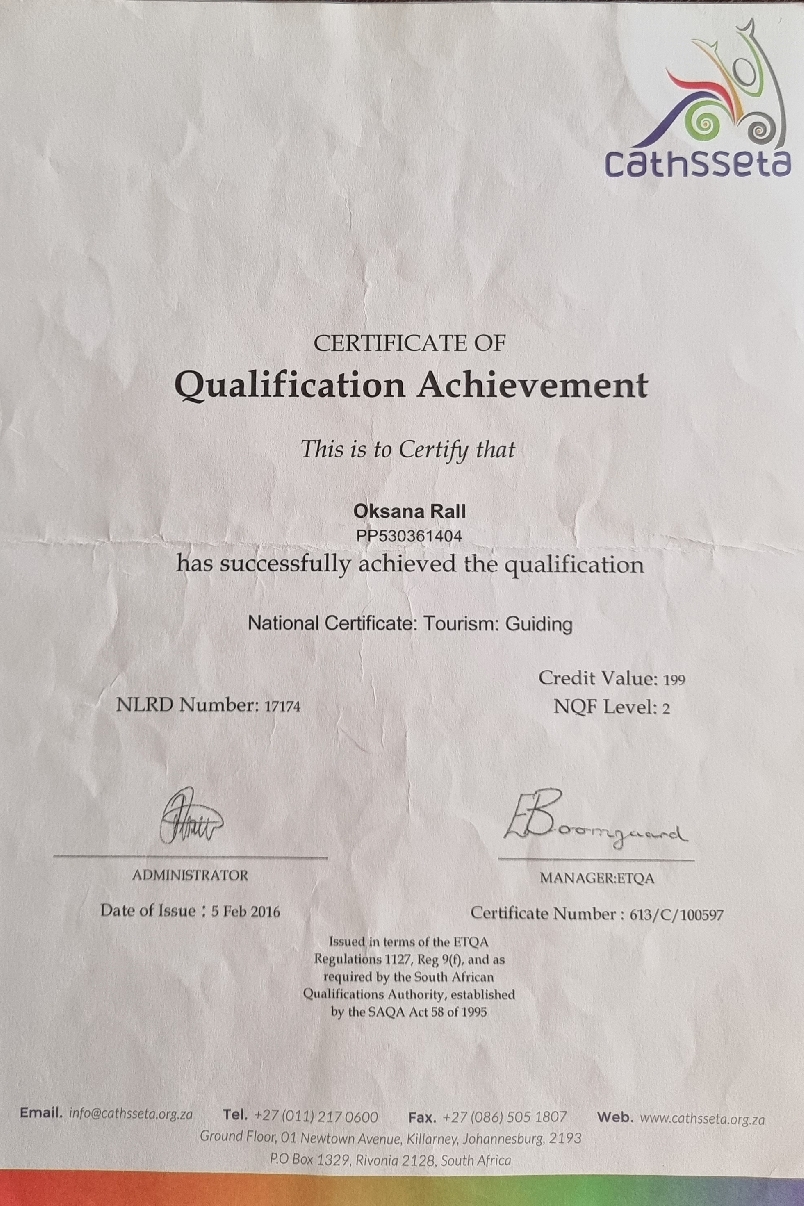 cathsseta
CERTIFICATE OF
Qualification Achievement
This is to Certify that
Oksana Rall
PP530361404
has successfully achieved the qualification
National Certificate: Tourism: Guiding
Credit Value: 199
NLRD Number: 17174
NQF Level: 2
EBoomguard
ADMINISTRATOR
MANAGER:ETQA
Date of Issue : 5 Feb 2016
Certificate Number : 613/C/100597
Issued in terms of the ETQA
Regulations 1127, Reg 9(f), and as
required by the South African
Qualifications Authority, established
by the SAQA Act 58 of 1995
Email. info@cathsseta.org.za Tel. +27 (011) 217 0600 Fax. +27 (086) 505 1807 Web. www.cathsseta.org.za
Ground Floor, 01 Newtown Avenue, Killarney, Johannesburg, 2193
P.O Box 1329, Rivonia 2128, South Africa